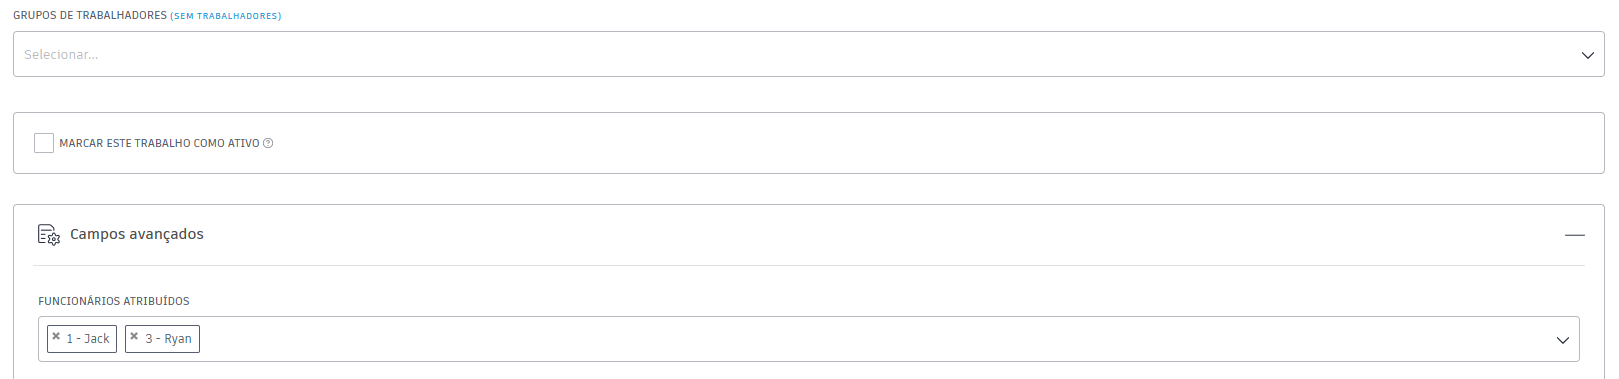 GRUPOS DE TRABALHADORES (SEM TRABALHADORES)
Selecionar...
MARCAR ESTE TRABALHO COMO ATIVO ?
Campos avançados
FUNCIONÁRIOS ATRIBUÍDOS
× 1 - Jack × 3 - Ryan